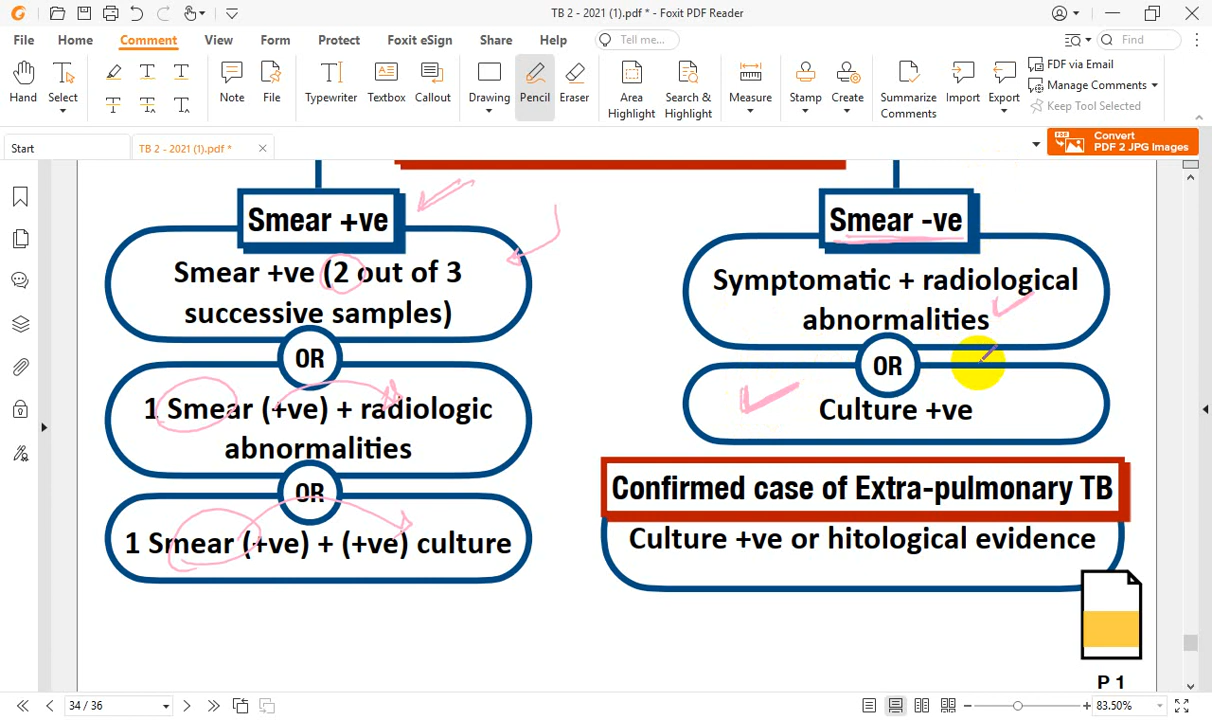 TB 2 - 2021 (1).pdf * - Foxit PDF Reader
File Home Comment View Form Protect Foxit eSign Share Help Tell me... Find
Hand Select Note File Typewriter Textbox Callout Drawing Pencil Eraser Area Highlight Search & Highlight Measure Stamp Create Summarize Comments Import Export
PDF via Email
Manage Comments
Keep Tool Selected
Start TB 2 - 2021 (1).pdf *
Convert
PDF 2 JPG Images
Smear +ve
Smear +ve (2 out of 3
successive samples)
OR
1 Smear (+ve) + radiologic
abnormalities
OR
1 Smear (+ve) + (+ve) culture
Smear -ve
Symptomatic + radiological
abnormalities
OR
Culture +ve
Confirmed case of Extra-pulmonary TB
Culture +ve or hitological evidence
P 1
34 / 36
83.50%